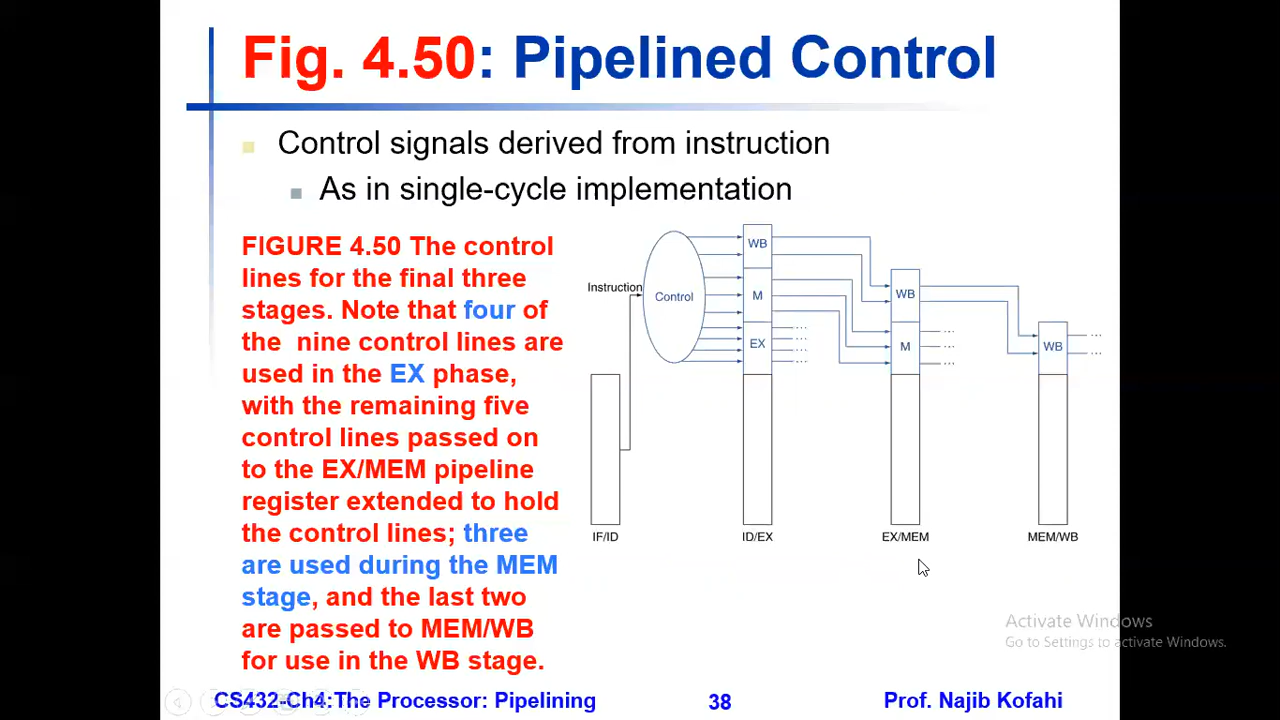 Fig. 4.50: Pipelined Control
Control signals derived from instruction
As in single-cycle implementation
FIGURE 4.50 The control
lines for the final three
stages. Note that four of
the nine control lines are
used in the EX phase,
with the remaining five
control lines passed on
to the EX/MEM pipeline
register extended to hold
the control lines; three
are used during the MEM
stage, and the last two
are passed to MEM/WB
for use in the WB stage.
Instruction
Control
WB
M
EX
WB
M
WB
IF/ID
ID/EX
EX/MEM
MEM/WB
Activate Windows
Go to Settings to activate Windows.
CS432-Ch4:The Processor: Pipelining
38
Prof. Najib Kofahi